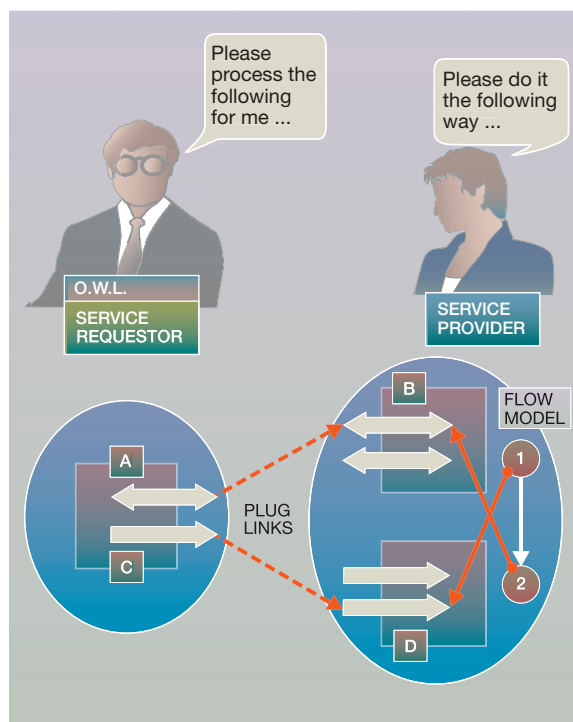 Please
process the
following
for me ...
Please do it
the following
way ...
O.W.L.
SERVICE
REQUESTOR
SERVICE
PROVIDER
B
FLOW
MODEL
A
1
PLUG
LINKS
C
2
D